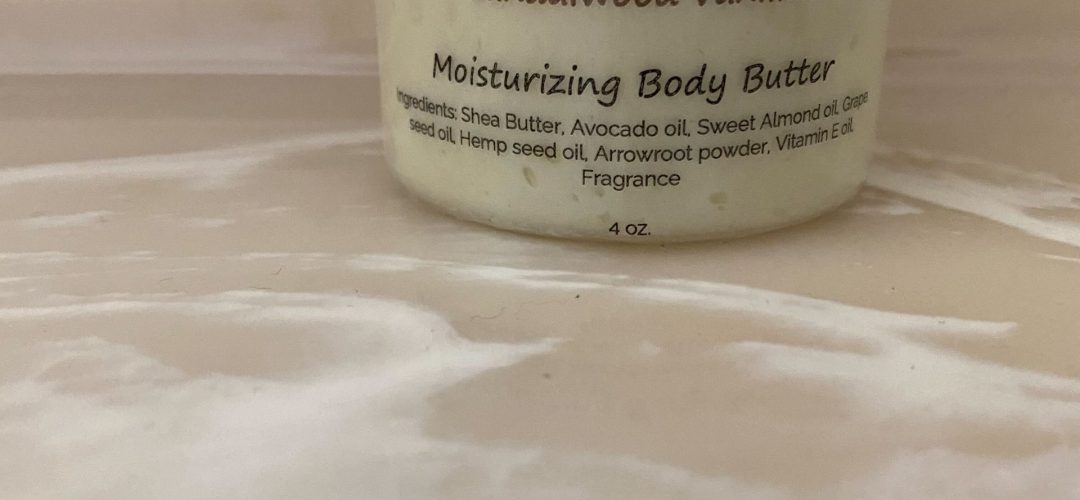 Moisturizing Body Butter
Ingredients: Shea Butter, Avocado oil, Sweet Almond oil, Grape
seed oil, Hemp seed oil, Arrowroot powder, Vitamin E oil,
Fragrance
4 oz.